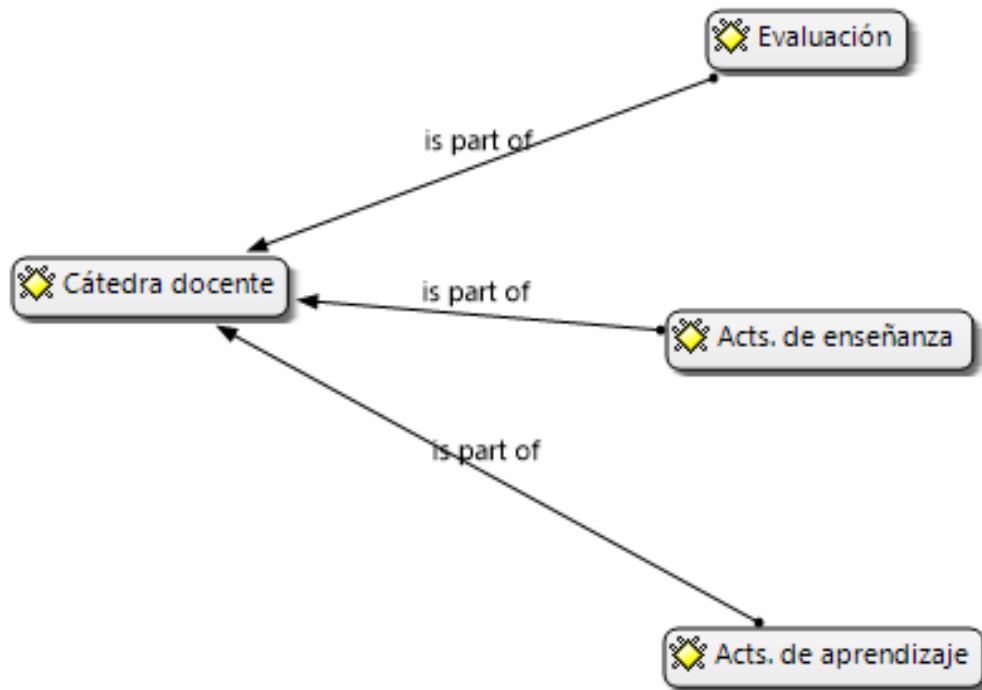 Evaluación
is part of
Cátedra docente
is part of
Acts. de enseñanza
is part of
Acts. de aprendizaje